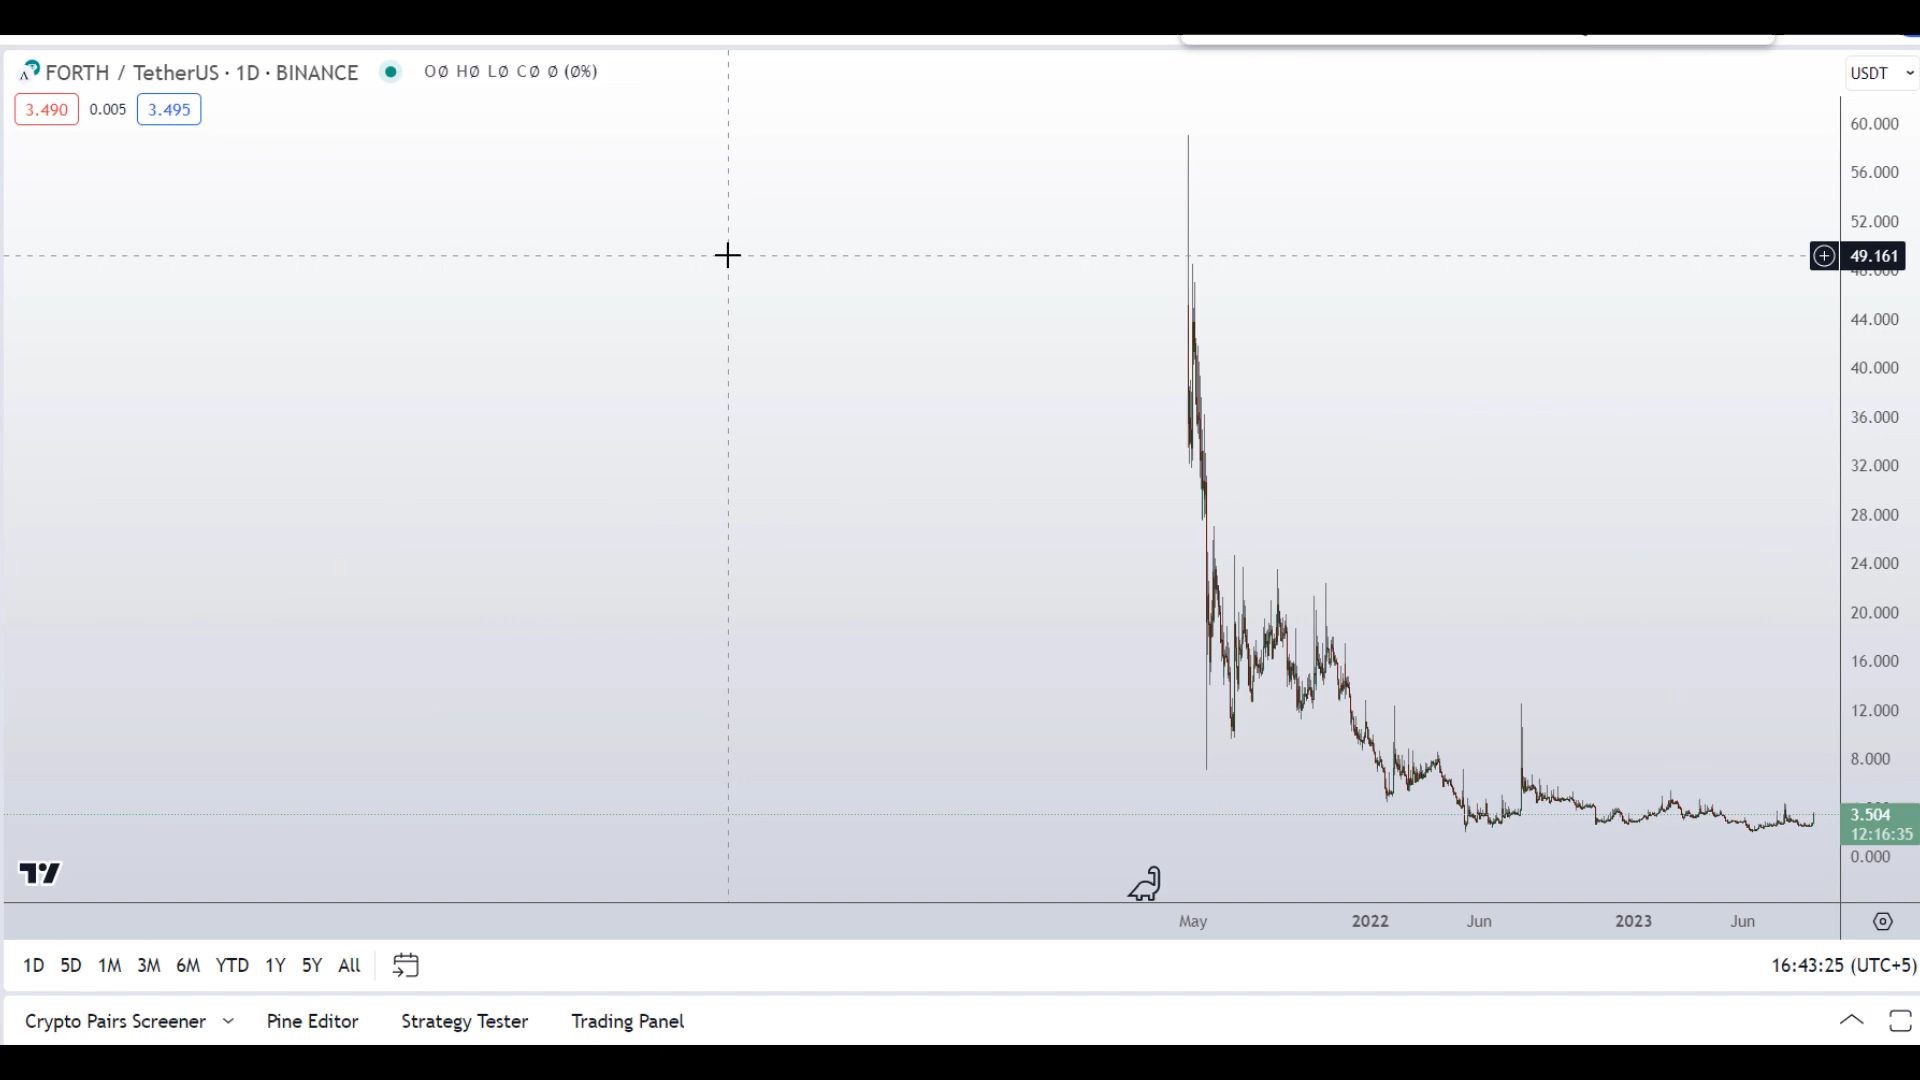 FORTH / TetherUS · 1D · BINANCE O∅ H∅ L∅ C∅ ∅ (0%)
USDT
3.490 0.005 3.495
60.000
56.000
52.000
49.161
44.000
40.000
36.000
32.000
28.000
24.000
20.000
16.000
12.000
8.000
3.504
12:16:35
0.000
May 2022 Jun 2023 Jun
1D 5D 1M 3M 6M YTD 1Y 5Y All
16:43:25 (UTC+5)
Crypto Pairs Screener Pine Editor Strategy Tester Trading Panel